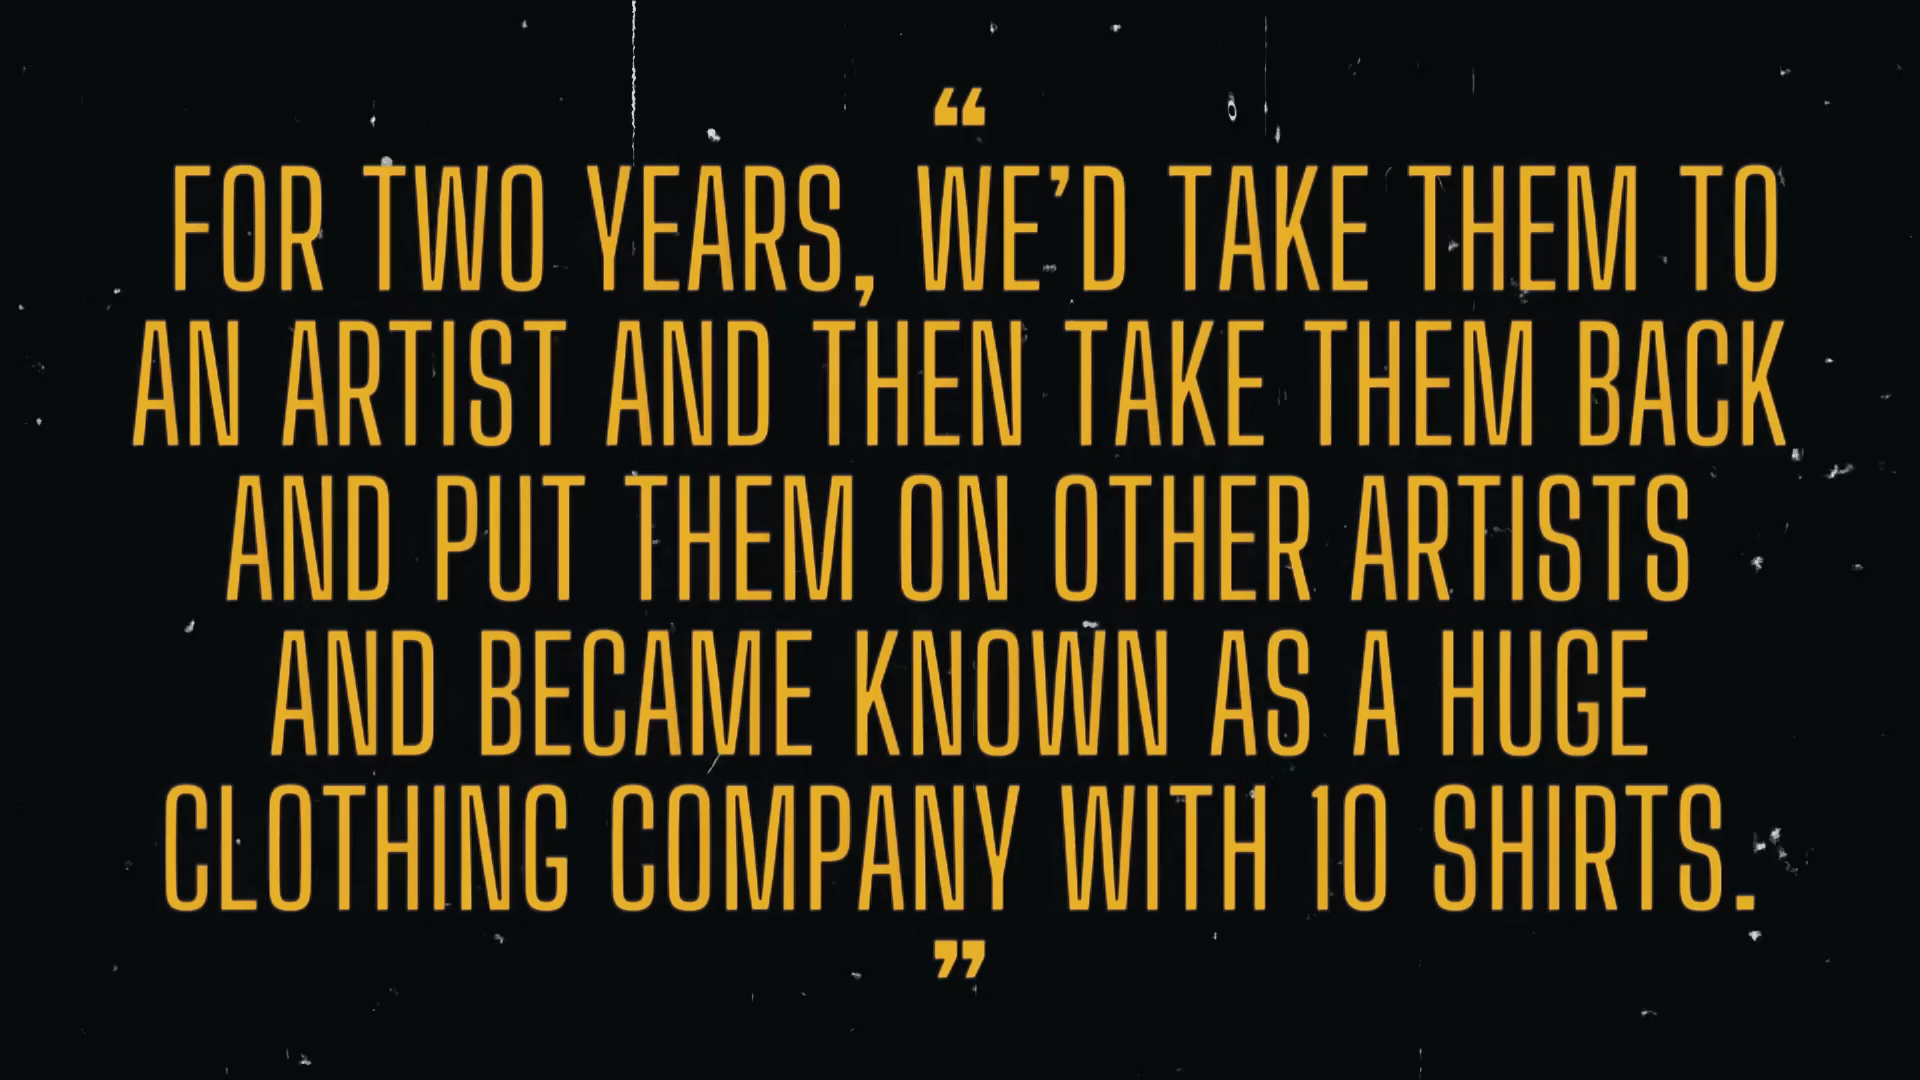 “
FOR TWO YEARS, WE’D TAKE THEM TO
AN ARTIST AND THEN TAKE THEM BACK
AND PUT THEM ON OTHER ARTISTS
AND BECAME KNOWN AS A HUGE
CLOTHING COMPANY WITH 10 SHIRTS.
”